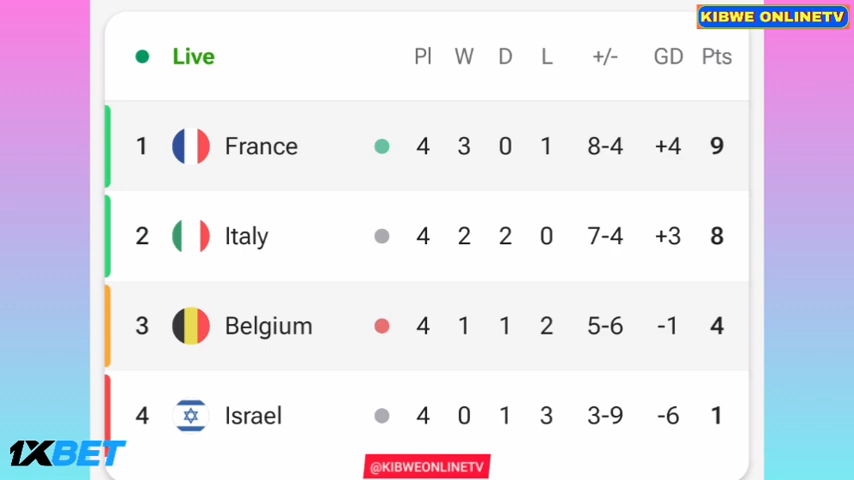 KIBWE ONLINETV
Live Pl W D L +/- GD Pts
1 France 4 3 0 1 8-4 +4 9
2 Italy 4 2 2 0 7-4 +3 8
3 Belgium 4 1 1 2 5-6 -1 4
4 Israel 4 0 1 3 3-9 -6 1
1XBET
@KIBWEONLINETV